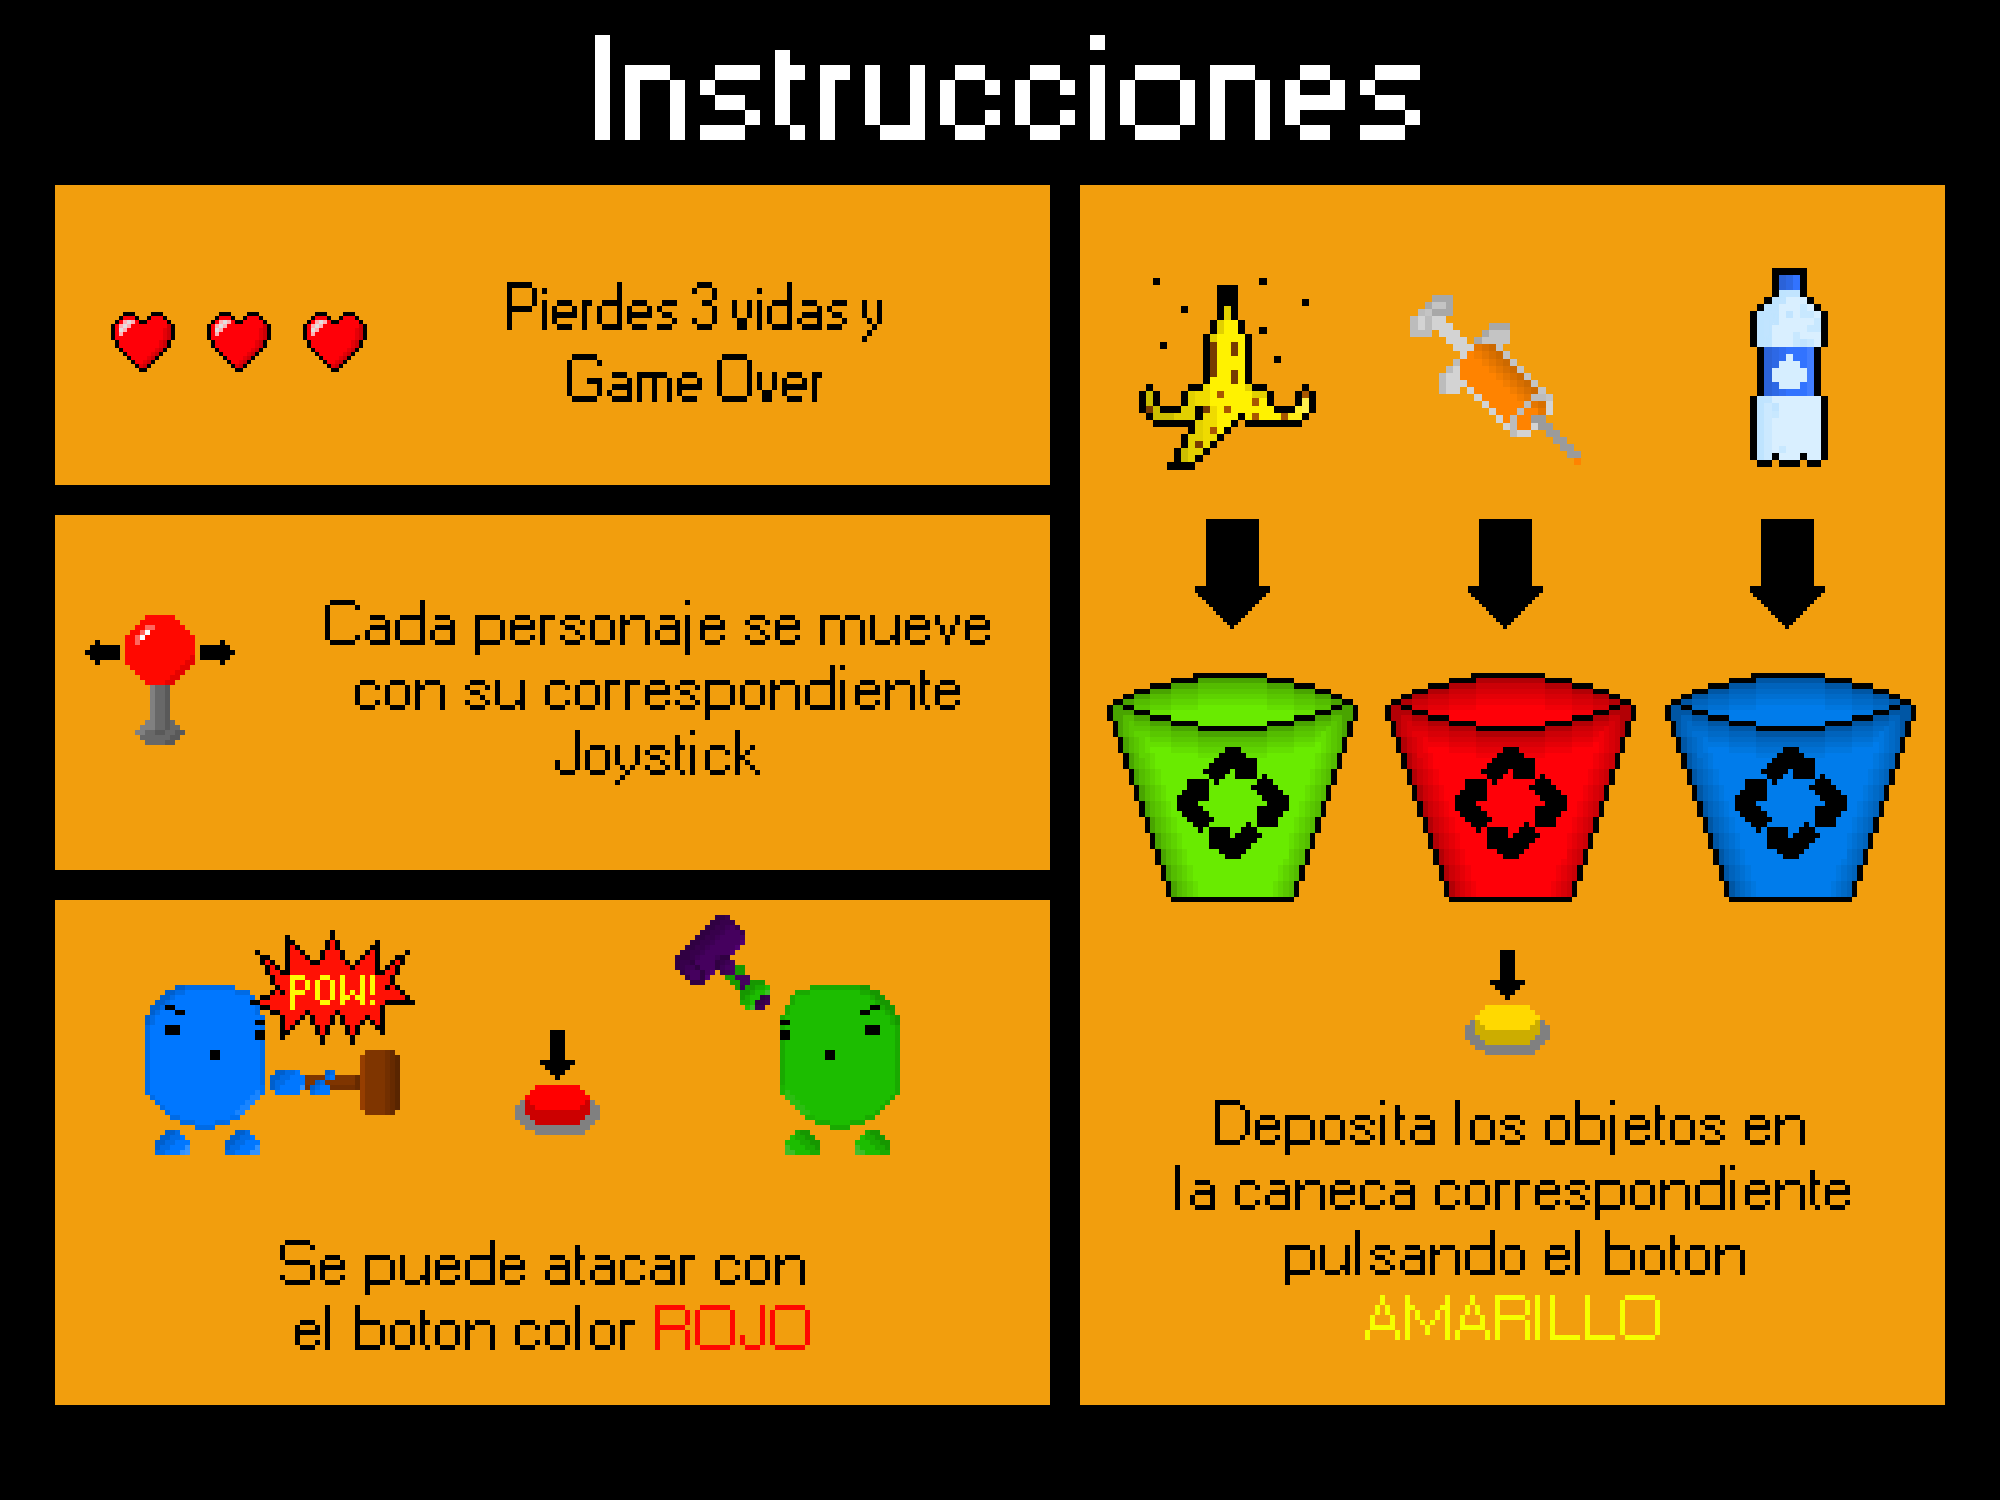 Instrucciones
Pierdes 3 vidas y
Game Over
Cada personaje se mueve
con su correspondiente
Joystick
POW!
Se puede atacar con
el boton color ROJO
Deposita los objetos en
la caneca correspondiente
pulsando el boton
AMARILLO